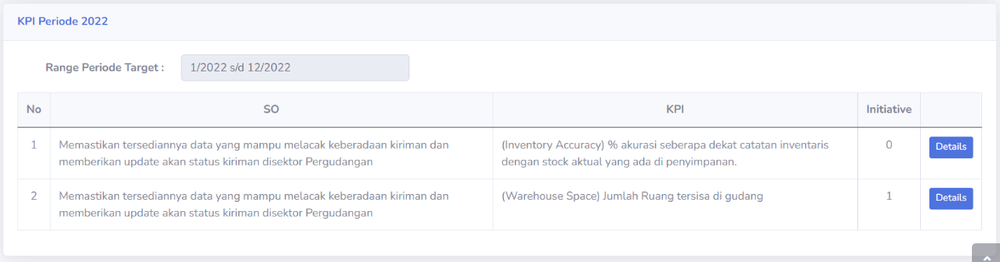 KPI Periode 2022
Range Periode Target : 1/2022 s/d 12/2022
No SO KPI Initiative
1 Memastikan tersediannya data yang mampu melacak keberadaan kiriman dan (Inventory Accuracy) % akurasi seberapa dekat catatan inventaris 0 Details
memberikan update akan status kiriman disektor Pergudangan dengan stock aktual yang ada di penyimpanan.
2 Memastikan tersediannya data yang mampu melacak keberadaan kiriman dan (Warehouse Space) Jumlah Ruang tersisa di gudang 1 Details
memberikan update akan status kiriman disektor Pergudangan